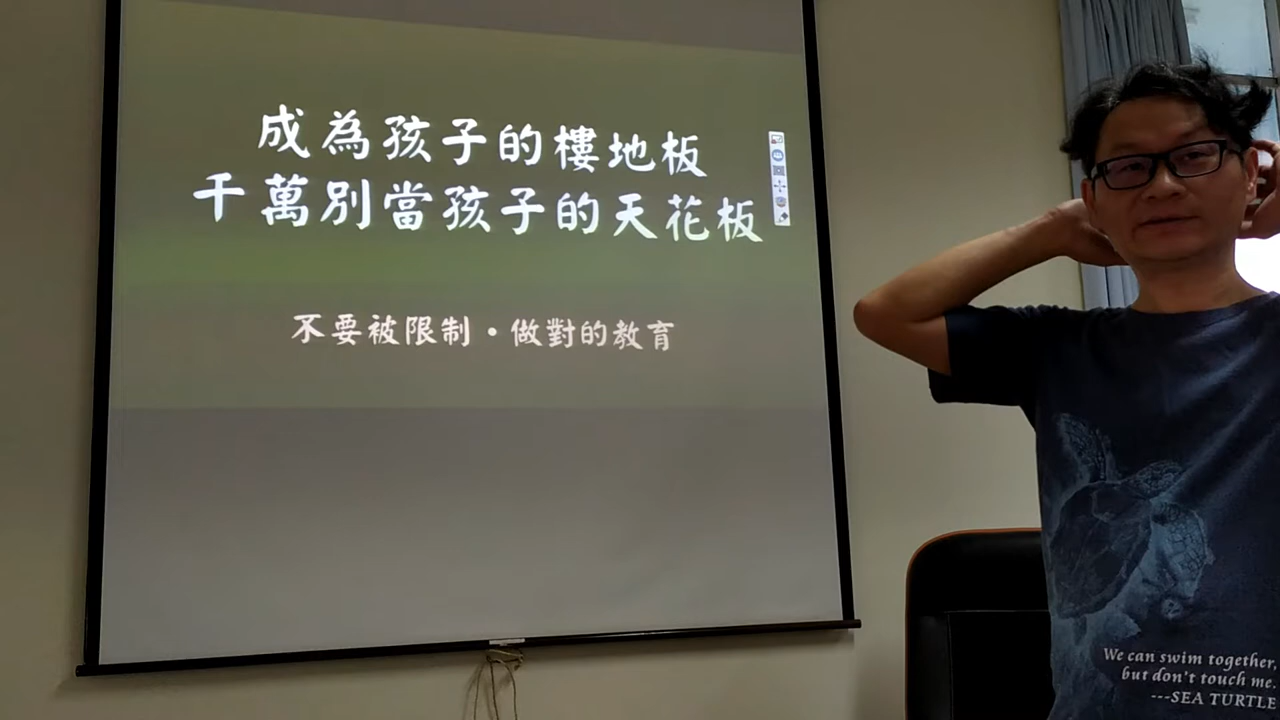 成為孩子的樓地板
千萬別當孩子的天花板
不要被限制・做對的教育
We can swim together,
but don't touch me.
---SEA TURTLE